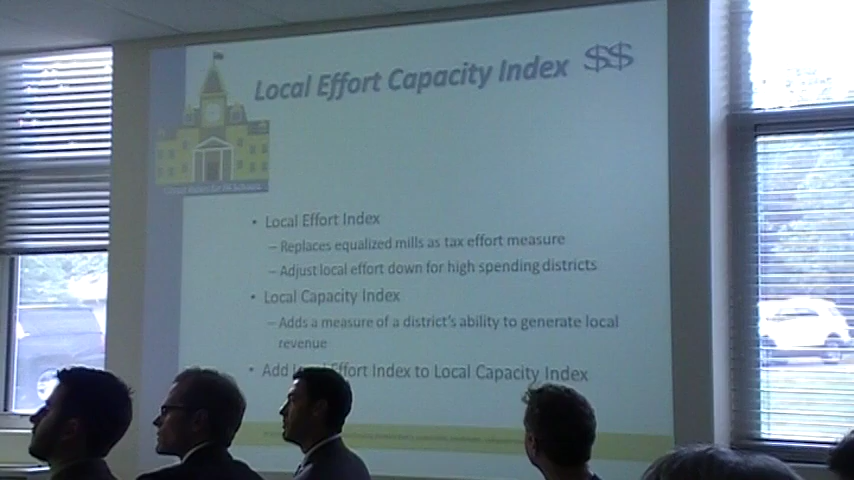 Local Effort Capacity Index $$
• Local Effort Index
– Replaces equalized mills as tax effort measure
– Adjust local effort down for high spending districts
• Local Capacity Index
– Adds a measure of a district's ability to generate local
revenue
• Add Effort Index to Local Capacity Index